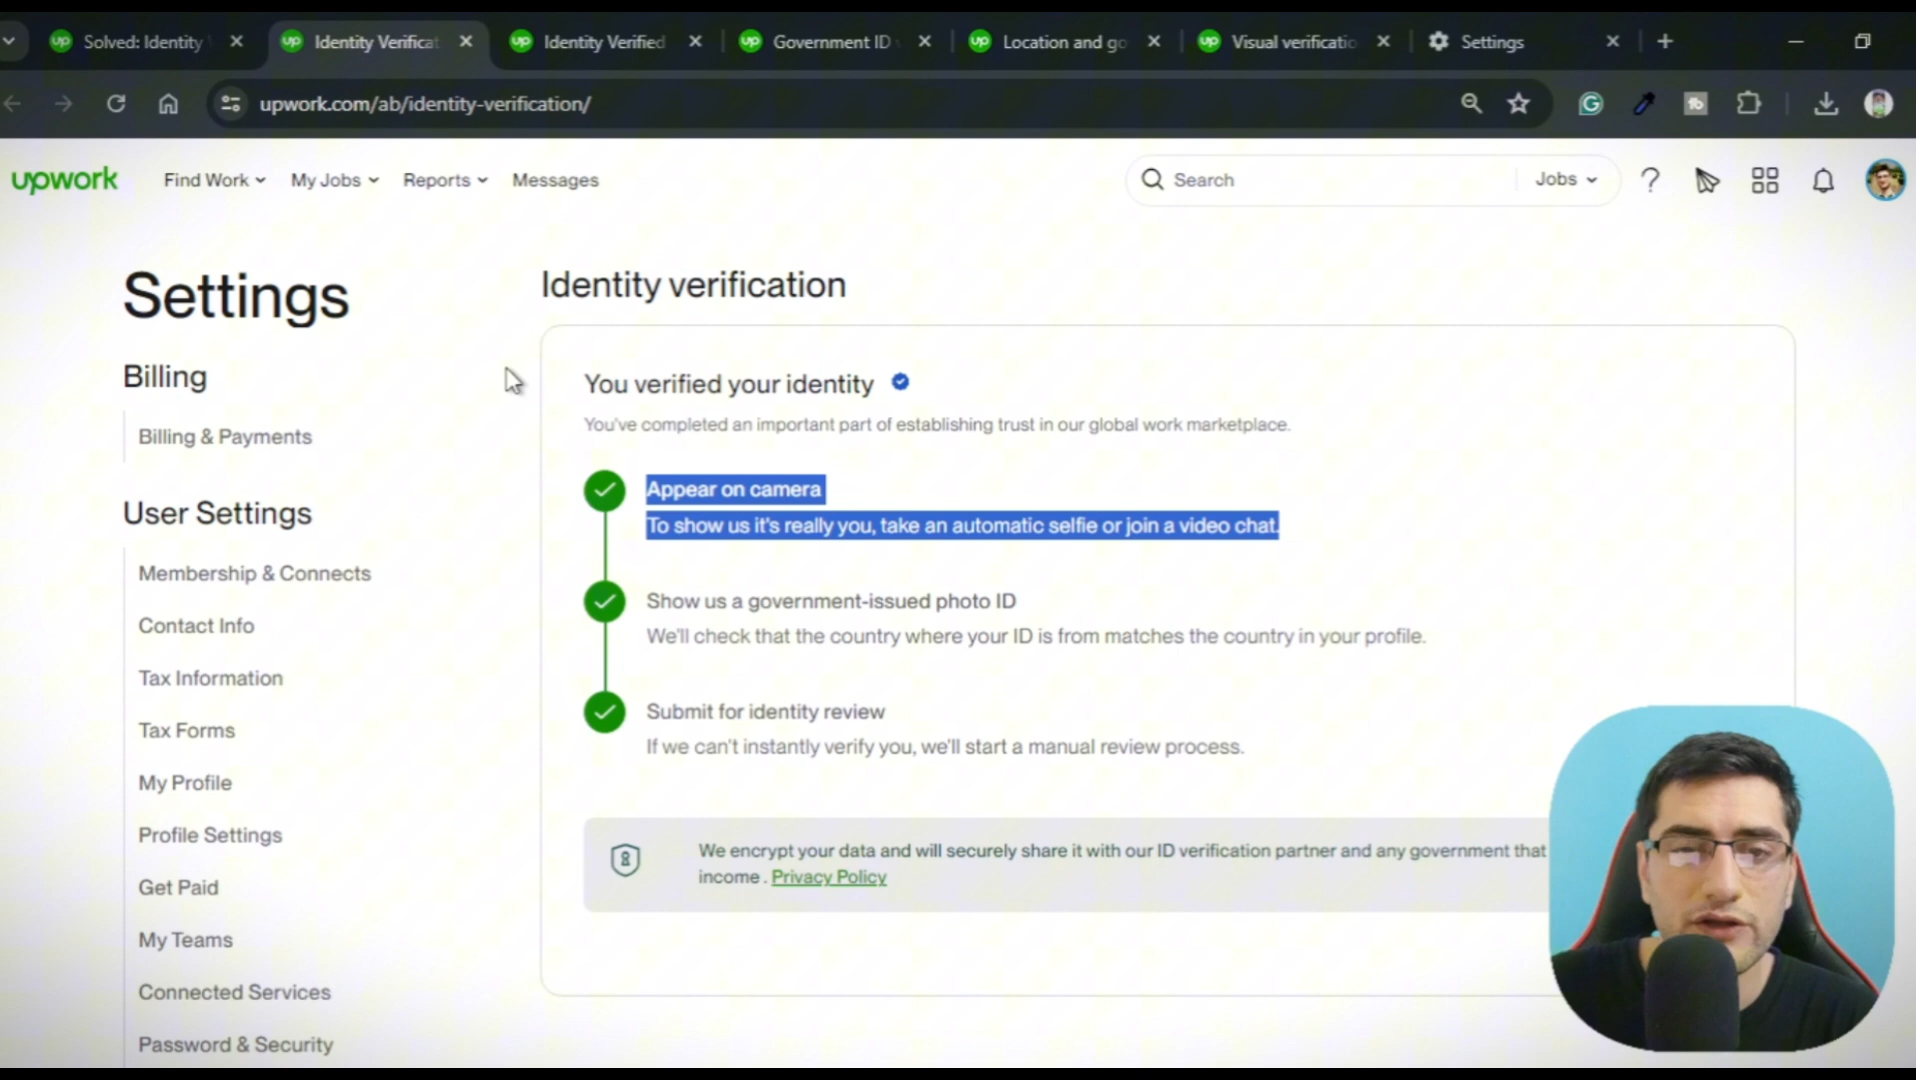 Solved: Identity
Identity Verificat
Identity Verified
Government ID
Location and go
Visual verificatio
Settings
upwork.com/ab/identity-verification/
upwork
Find Work
My Jobs
Reports
Messages
Search
Jobs
Settings
Billing
Billing & Payments
User Settings
Membership & Connects
Contact Info
Tax Information
Tax Forms
My Profile
Profile Settings
Get Paid
My Teams
Connected Services
Password & Security
Identity verification
You verified your identity
You've completed an important part of establishing trust in our global work marketplace.
Appear on camera
To show us it's really you, take an automatic selfie or join a video chat.
Show us a government-issued photo ID
We'll check that the country where your ID is from matches the country in your profile.
Submit for identity review
If we can't instantly verify you, we'll start a manual review process.
We encrypt your data and will securely share it with our ID verification partner and any government that
income . Privacy Policy